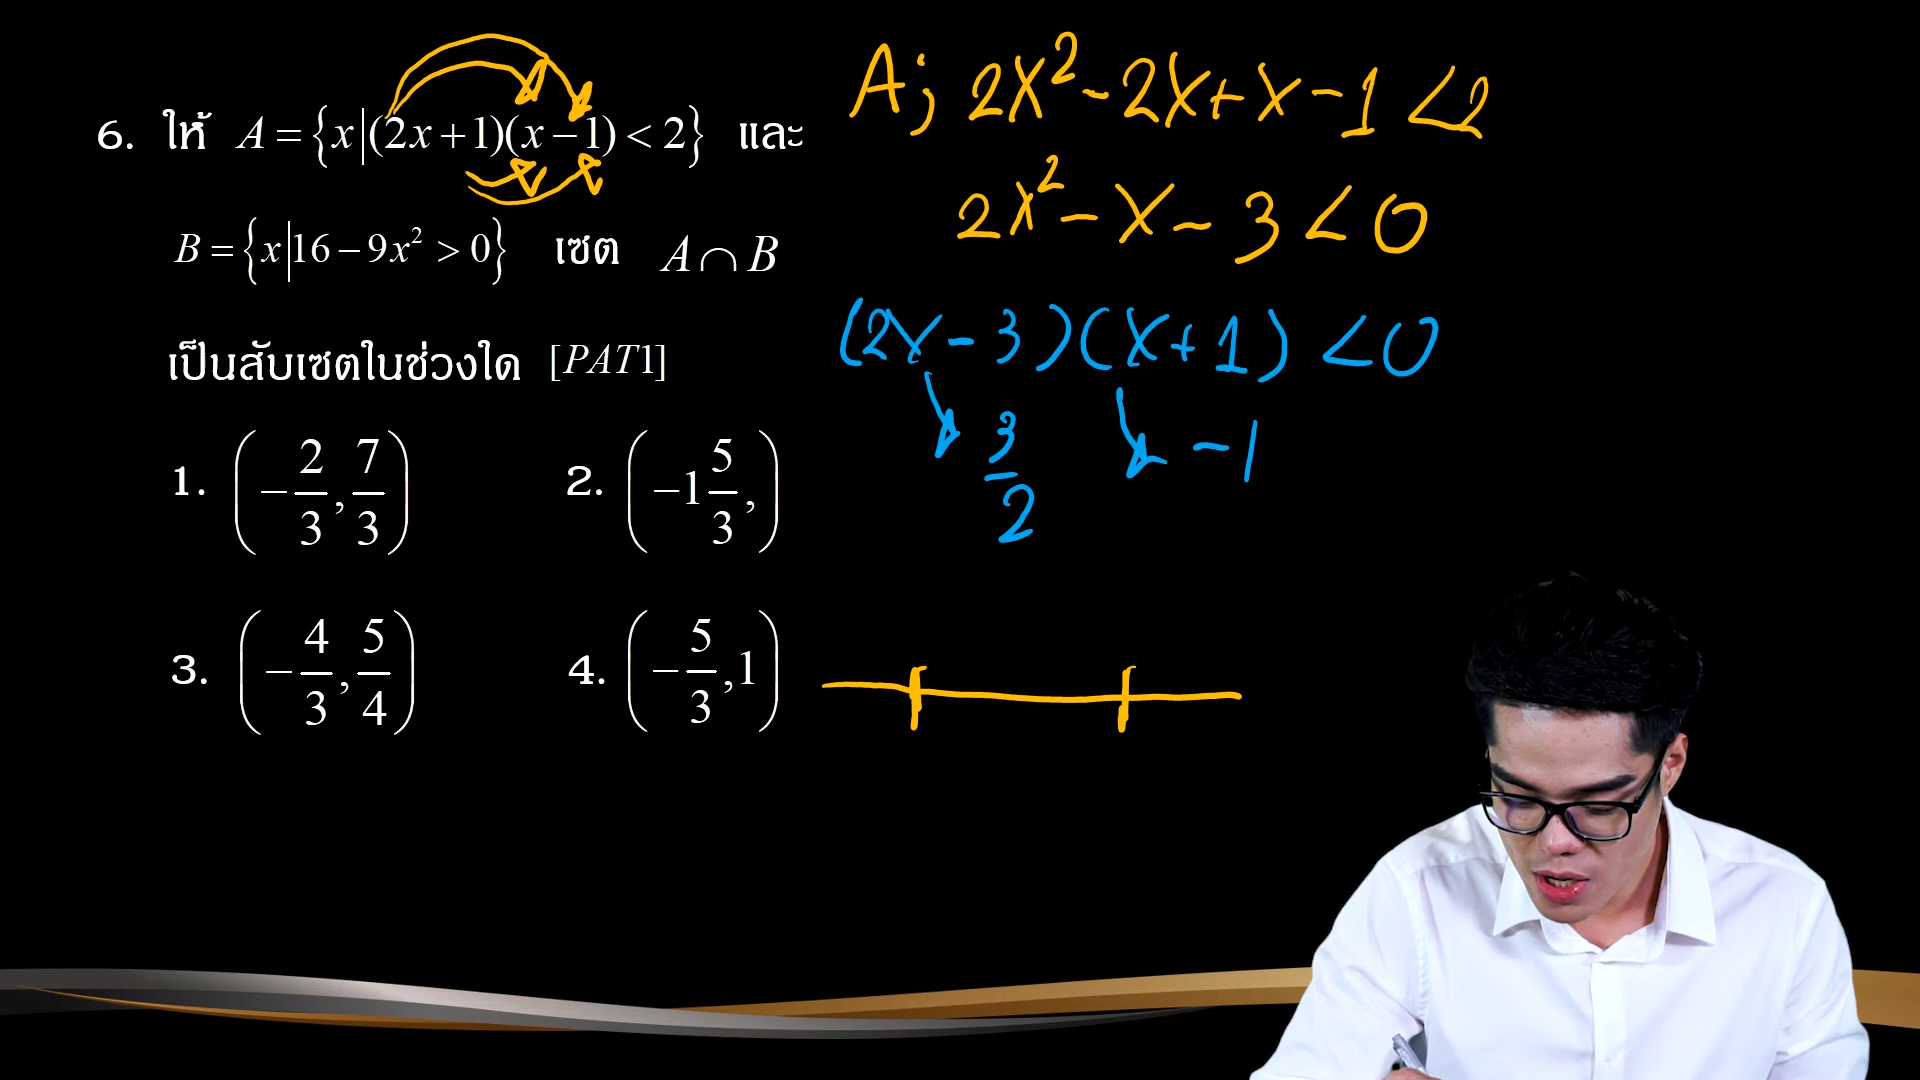 6. ให้ A = {x|(2x+1)(x−1) < 2} และ
B = {x|16−9x² > 0} เซต A∩B
เป็นสับเซตในช่วงใด [PAT1]
1. (−2/3, 7/3)
2. (−1 5/3, )
3. (−4/3, 5/4)
4. (−5/3, 1)
A; 2x²-2x+x-1<2
2x²-x-3<0
(2x-3)(x+1)<0
3/2 -1